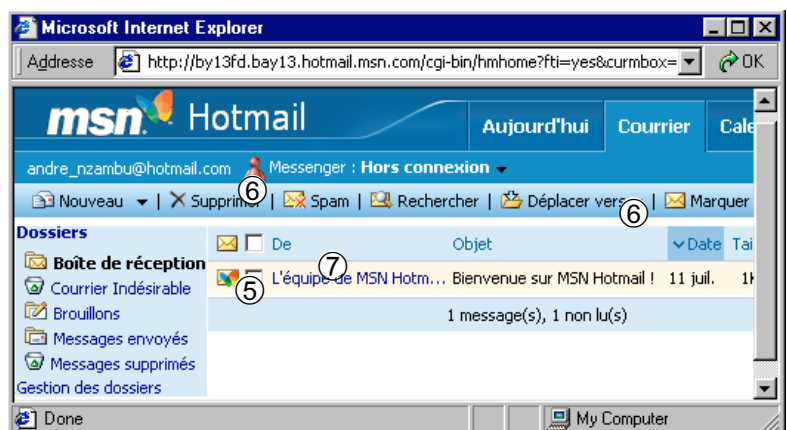 Microsoft Internet Explorer
Addresse http://by13fd.bay13.hotmail.msn.com/cgi-bin/hmhome?fti=yes&curmbox= OK
msn Hotmail
Aujourd'hui Courrier Cale
andre_nzambu@hotmail.com Messenger : Hors connexion
Nouveau | Supprimer | Spam | Rechercher | Déplacer vers | Marquer
⑥ ⑥
Dossiers
De Objet Date Tai
Boîte de réception
⑦
L'équipe de MSN Hotm... Bienvenue sur MSN Hotmail ! 11 juil. 1K
⑤
Courrier Indésirable
Brouillons
1 message(s), 1 non lu(s)
Messages envoyés
Messages supprimés
Gestion des dossiers
Done My Computer